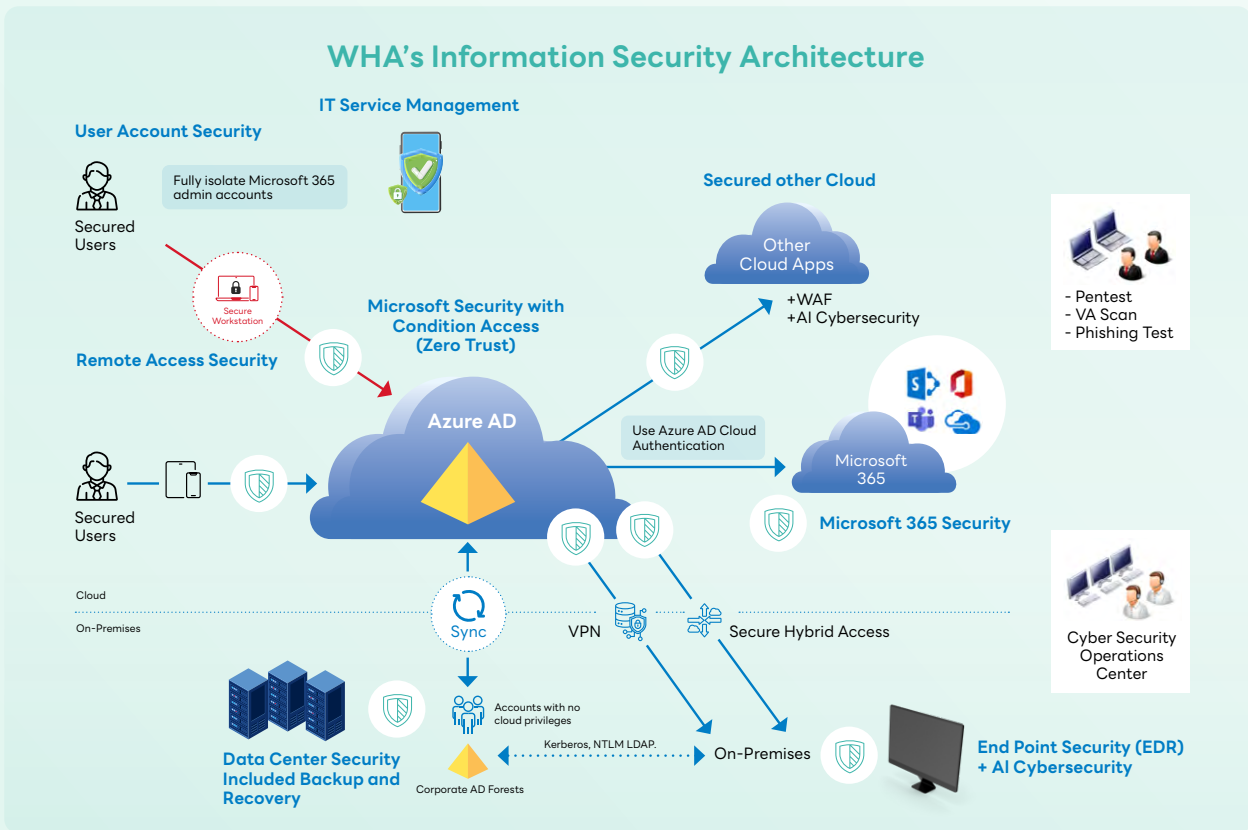 WHA's Information Security Architecture
IT Service Management
User Account Security
Fully isolate Microsoft 365
admin accounts
Secured
Users
Secure
Workstation
Remote Access Security
Microsoft Security with
Condition Access
(Zero Trust)
Secured other Cloud
Other
Cloud Apps
+WAF
+AI Cybersecurity
- Pentest
- VA Scan
- Phishing Test
Azure AD
Use Azure AD Cloud
Authentication
S
Microsoft
365
Microsoft 365 Security
Secured
Users
Cloud
On-Premises
Sync
VPN
Secure Hybrid Access
Cyber Security
Operations
Center
Accounts with no
cloud privileges
Kerberos, NTLM LDAP.
On-Premises
Corporate AD Forests
Data Center Security
Included Backup and
Recovery
End Point Security (EDR)
+ AI Cybersecurity